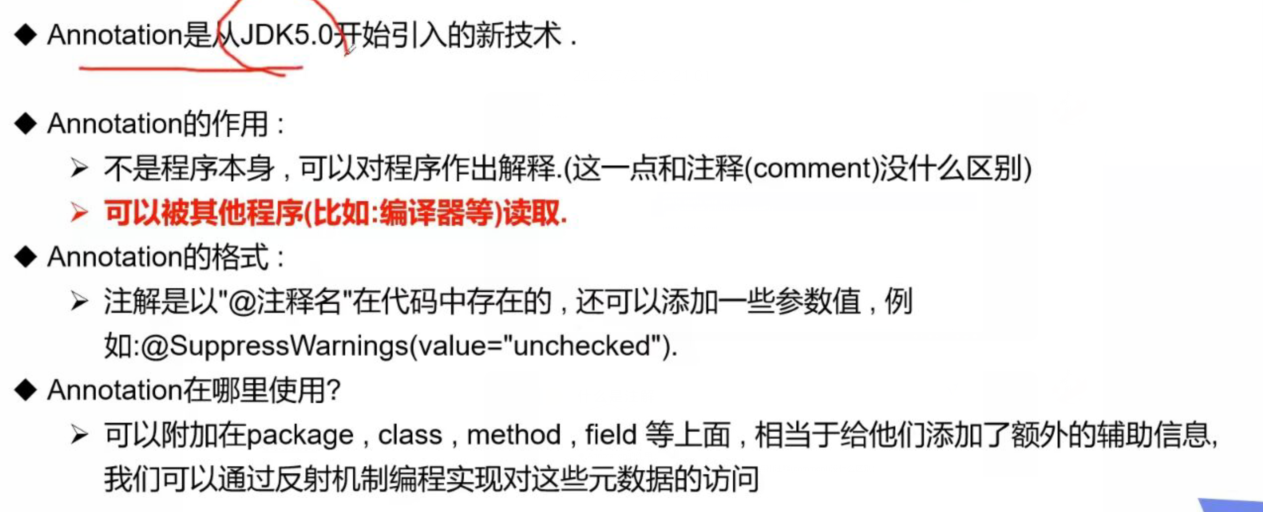 ◆ Annotation是从JDK5.0开始引入的新技术 .
◆ Annotation的作用 :
➢ 不是程序本身 , 可以对程序作出解释.(这一点和注释(comment)没什么区别)
➢ 可以被其他程序(比如:编译器等)读取.
◆ Annotation的格式 :
➢ 注解是以"@注释名"在代码中存在的 , 还可以添加一些参数值 , 例
如:@SuppressWarnings(value="unchecked").
◆ Annotation在哪里使用?
➢ 可以附加在package , class , method , field 等上面 , 相当于给他们添加了额外的辅助信息,
我们可以通过反射机制编程实现对这些元数据的访问